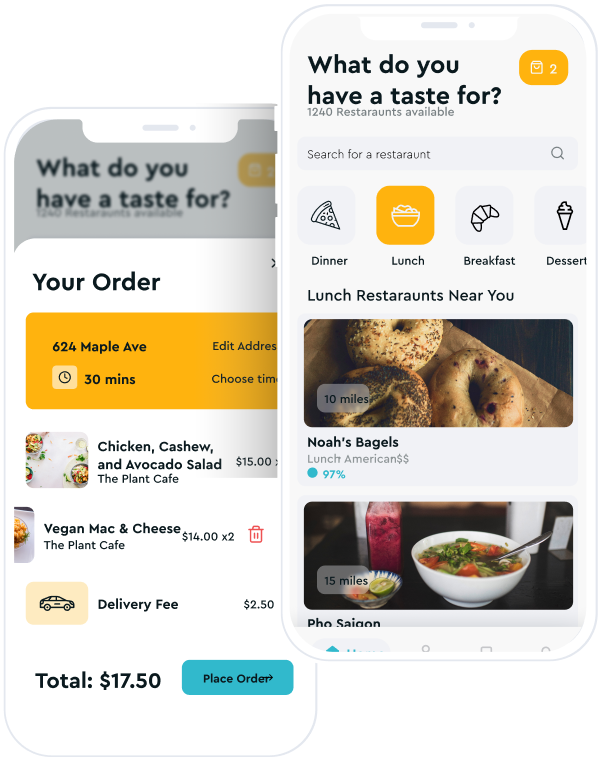 What do you
have a taste for?
1240 Restaraunts available
2
Search for a restaraunt
Dinner
Lunch
Breakfast
Dessert
Lunch Restaraunts Near You
10 miles
Noah's Bagels
Lunch American$$
97%
15 miles
Pho Saigon
What do you
have a taste for?
1240 Restaraunts available
Your Order
624 Maple Ave
Edit Addres
30 mins
Choose tim
Chicken, Cashew,
and Avocado Salad
$15.00
The Plant Cafe
Vegan Mac & Cheese
$14.00 x2
The Plant Cafe
Delivery Fee
$2.50
Total: $17.50
Place Order